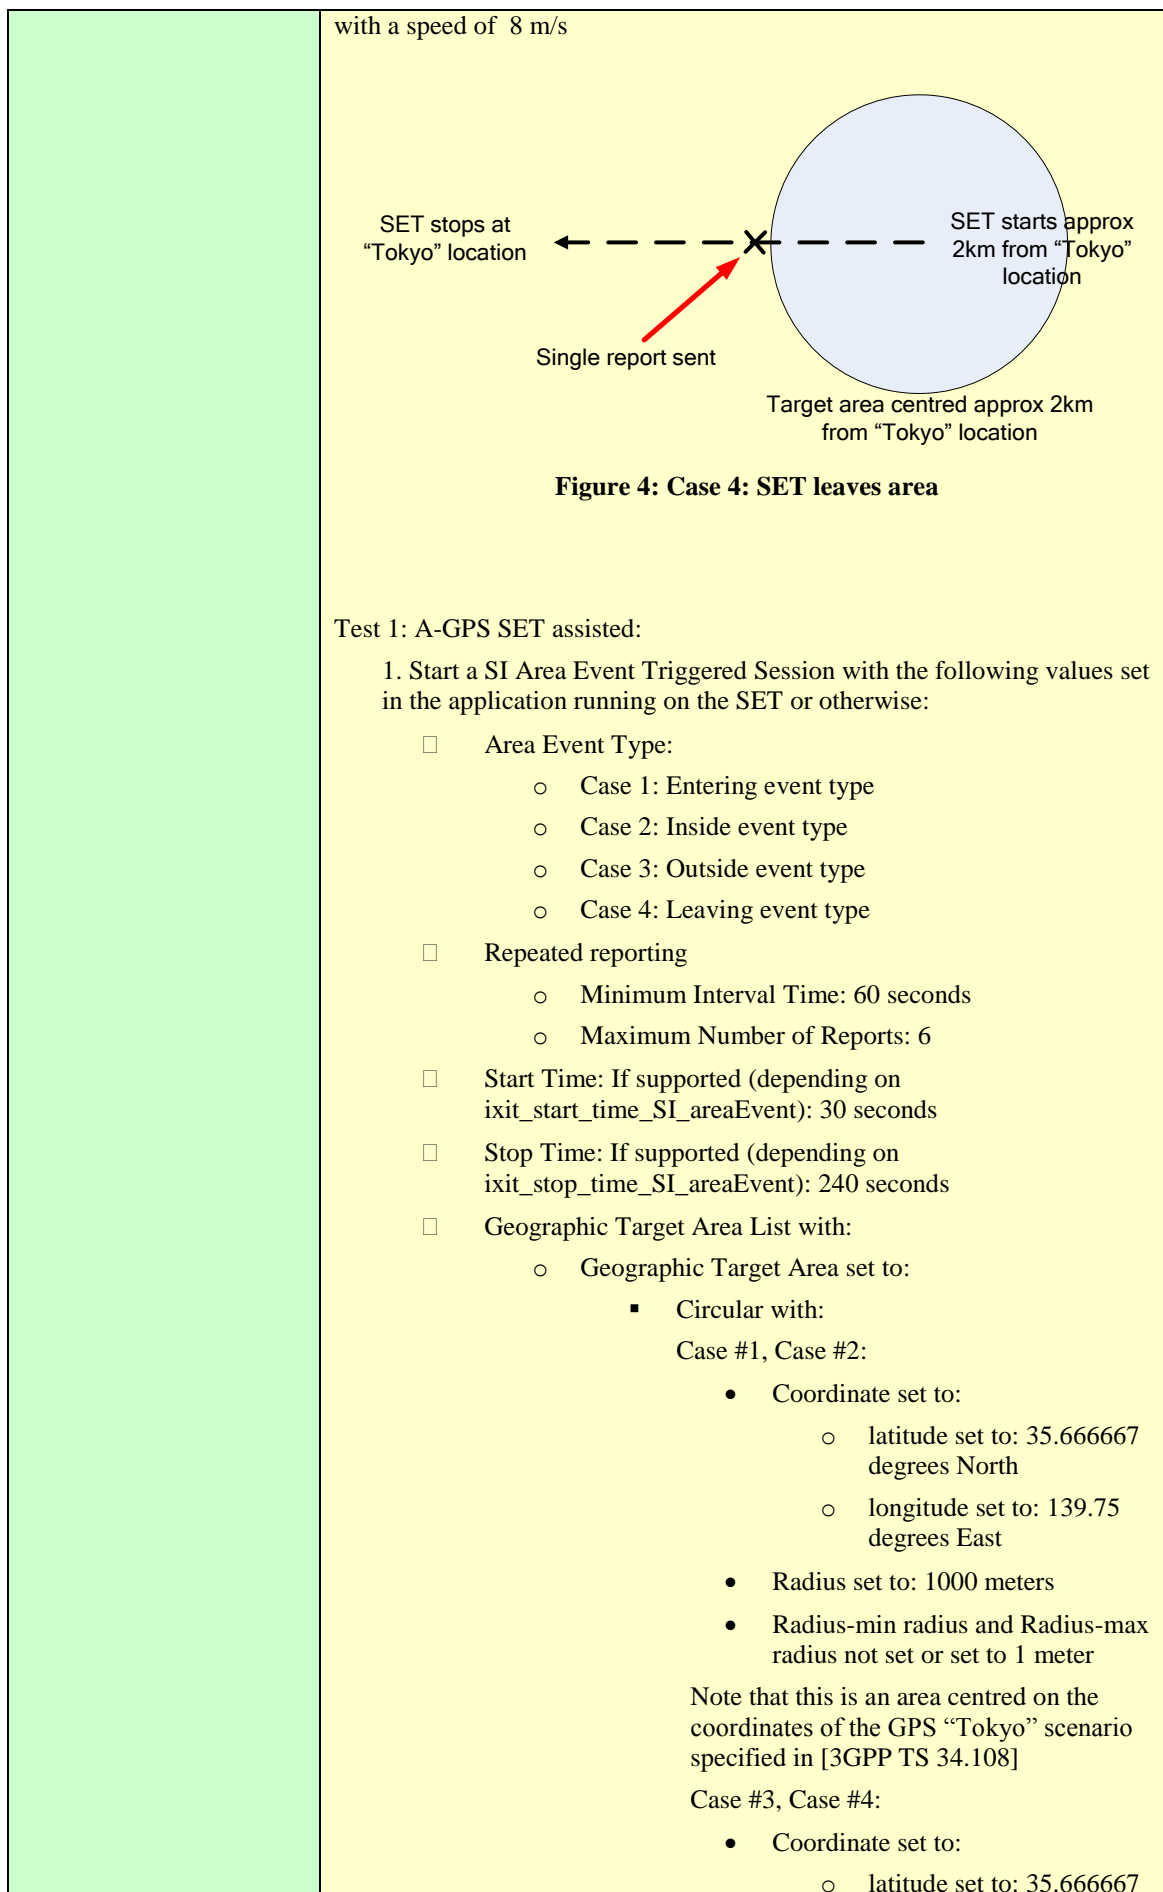 with a speed of  8 m/s
SET stops at
“Tokyo” location
SET starts approx
2km from “Tokyo”
location
Single report sent
Target area centred approx 2km
from “Tokyo” location
Figure 4: Case 4: SET leaves area
Test 1: A-GPS SET assisted:
1. Start a SI Area Event Triggered Session with the following values set
in the application running on the SET or otherwise:
Area Event Type:
o Case 1: Entering event type
o Case 2: Inside event type
o Case 3: Outside event type
o Case 4: Leaving event type
Repeated reporting
o Minimum Interval Time: 60 seconds
o Maximum Number of Reports: 6
Start Time: If supported (depending on
ixit_start_time_SI_areaEvent): 30 seconds
Stop Time: If supported (depending on
ixit_stop_time_SI_areaEvent): 240 seconds
Geographic Target Area List with:
o Geographic Target Area set to:
▪ Circular with:
Case #1, Case #2:
• Coordinate set to:
o latitude set to: 35.666667
degrees North
o longitude set to: 139.75
degrees East
• Radius set to: 1000 meters
• Radius-min radius and Radius-max
radius not set or set to 1 meter
Note that this is an area centred on the
coordinates of the GPS “Tokyo” scenario
specified in [3GPP TS 34.108]
Case #3, Case #4:
• Coordinate set to:
o latitude set to: 35.666667